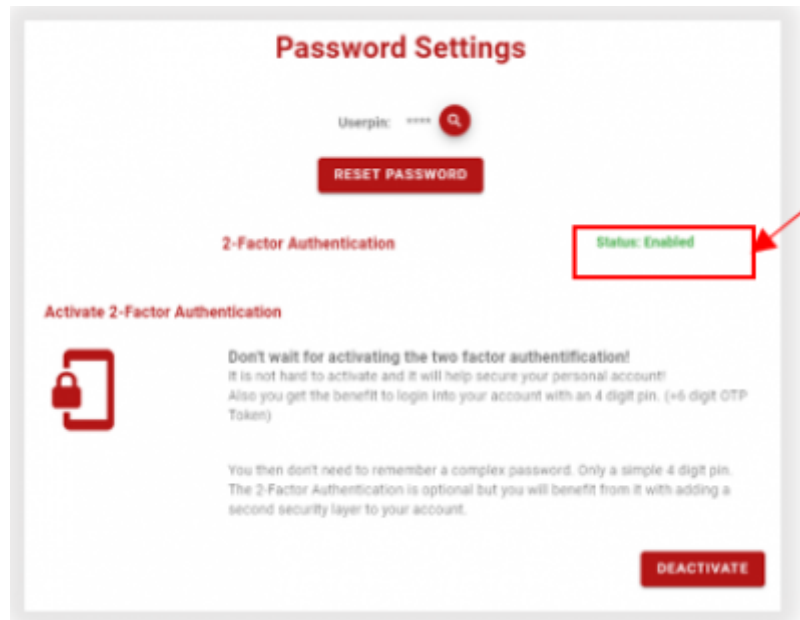 Password Settings
Userpin: ****
RESET PASSWORD
2-Factor Authentication
Status: Enabled
Activate 2-Factor Authentication
Don't wait for activating the two factor authentification!
It is not hard to activate and it will help secure your personal account!
Also you get the benefit to login into your account with an 4 digit pin. (+6 digit OTP
Token)
You then don't need to remember a complex password. Only a simple 4 digit pin.
The 2-Factor Authentication is optional but you will benefit from it with adding a
second security layer to your account.
DEACTIVATE